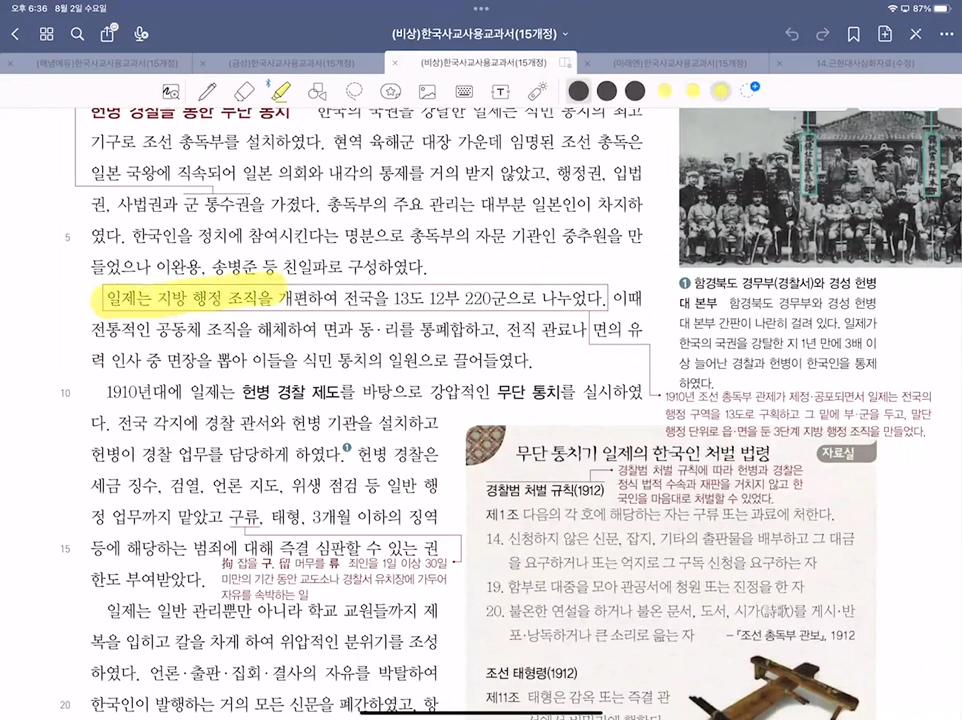 오후 6:36 8월 2일 수요일
87%
(비상)한국사교사용교과서(15개정)
(해냄에듀)한국사교사용교과서(15개정)
(금성)한국사교사용교과서(15개정)
(비상)한국사교사용교과서(15개정)
(미래엔)한국사교사용교과서(15개정)
14.근현대사심화자료(수정)
헌병 경찰을 통한 무단 통치 한국의 국권을 강탈한 일제는 식민 통치의 최고
기구로 조선 총독부를 설치하였다. 현역 육해군 대장 가운데 임명된 조선 총독은
일본 국왕에 직속되어 일본 의회와 내각의 통제를 거의 받지 않았고, 행정권, 입법
권, 사법권과 군 통수권을 가졌다. 총독부의 주요 관리는 대부분 일본인이 차지하
5 였다. 한국인을 정치에 참여시킨다는 명분으로 총독부의 자문 기관인 중추원을 만
들었으나 이완용, 송병준 등 친일파로 구성하였다.
일제는 지방 행정 조직을 개편하여 전국을 13도 12부 220군으로 나누었다. 이때
전통적인 공동체 조직을 해체하여 면과 동·리를 통폐합하고, 전직 관료나 면의 유
력 인사 중 면장을 뽑아 이들을 식민 통치의 일원으로 끌어들였다.
10 1910년대에 일제는 헌병 경찰 제도를 바탕으로 강압적인 무단 통치를 실시하였
다. 전국 각지에 경찰 관서와 헌병 기관을 설치하고
헌병이 경찰 업무를 담당하게 하였다.❶ 헌병 경찰은
세금 징수, 검열, 언론 지도, 위생 점검 등 일반 행
정 업무까지 맡았고 구류, 태형, 3개월 이하의 징역
15 등에 해당하는 범죄에 대해 즉결 심판할 수 있는 권
한도 부여받았다.
拘 잡을 구, 留 머무를 류 죄인을 1일 이상 30일
미만의 기간 동안 교도소나 경찰서 유치장에 가두어
자유를 속박하는 일
일제는 일반 관리뿐만 아니라 학교 교원들까지 제
복을 입히고 칼을 차게 하여 위압적인 분위기를 조성
하였다. 언론·출판·집회·결사의 자유를 박탈하여
20 한국인이 발행하는 거의 모든 신문을 폐간하였고, 항
❶ 함경북도 경무부(경찰서)와 경성 헌병
대 본부 함경북도 경무부와 경성 헌병
대 본부 간판이 나란히 걸려 있다. 일제가
한국의 국권을 강탈한 지 1년 만에 3배 이
상 늘어난 경찰과 헌병이 한국인을 통제
하였다.
1910년 조선 총독부 관제가 제정·공포되면서 일제는 전국의
행정 구역을 13도로 구획하고 그 밑에 부·군을 두고, 말단
행정 단위로 읍·면을 둔 3단계 지방 행정 조직을 만들었다.
무단 통치기 일제의 한국인 처벌 법령
자료실
경찰범 처벌 규칙에 따라 헌병과 경찰은
정식 법적 수속과 재판을 거치지 않고 한
국인을 마음대로 처벌할 수 있었다.
경찰범 처벌 규칙(1912)
제1조 다음의 각 호에 해당하는 자는 구류 또는 과료에 처한다.
14. 신청하지 않은 신문, 잡지, 기타의 출판물을 배부하고 그 대금
을 요구하거나 또는 억지로 그 구독 신청을 요구하는 자
19. 함부로 대중을 모아 관공서에 청원 또는 진정을 한 자
20. 불온한 연설을 하거나 불온 문서, 도서, 시가(詩歌)를 게시·반
포·낭독하거나 큰 소리로 읊는 자 – 『조선 총독부 관보』, 1912
조선 태형령(1912)
제11조 태형은 감옥 또는 즉결 관
서에서 비밀리에 행한다.